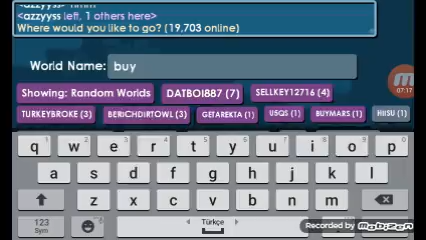 <azzyyss left, 1 others here>
Where would you like to go? (19,703 online)
World Name: buy
07:17
Showing: Random Worlds DATBOI887 (7) SELLKEY12716 (4)
TURKEYBROKE (3) BERICHDIRTOWL (3) GETAREKTA (1) USQS (1) BUYMARS (1) HIISU (1)
q w e r t y u i o p
a s d f g h j k l
z x c v b n m
123 Sym Türkçe
Recorded by Mobizen